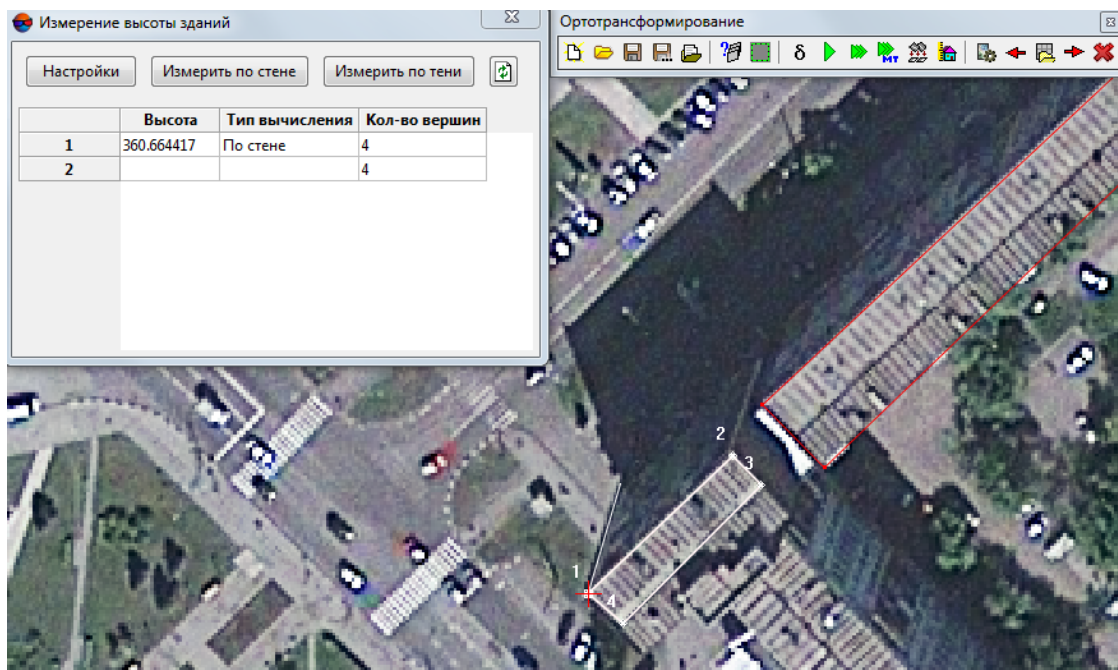 Измерение высоты зданий
Настройки
Измерить по стене
Измерить по тени
Высота Тип вычисления Кол-во вершин
1 360.664417 По стене 4
2 4
Ортотрансформирование
δ
MT
2
3
1
4